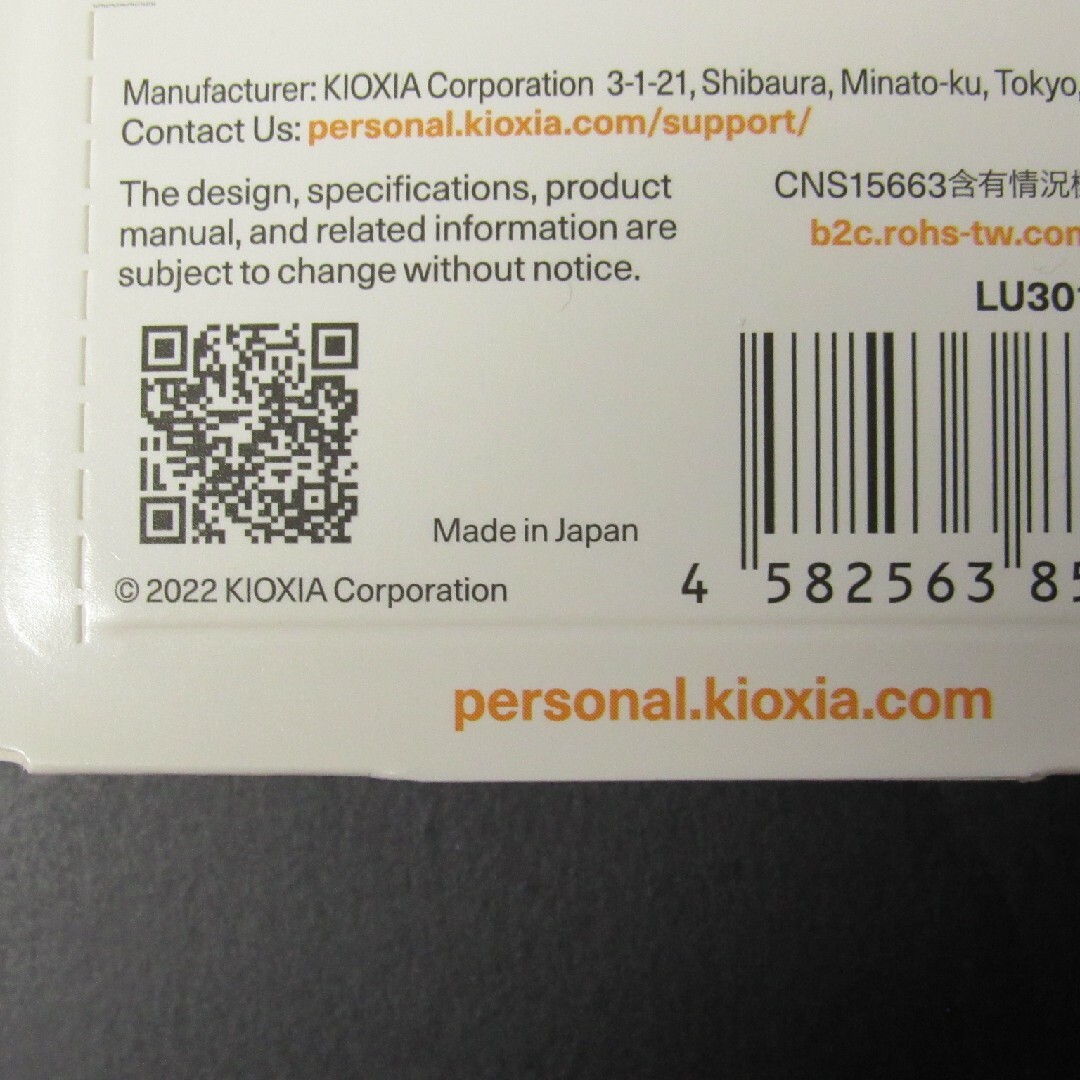 Manufacturer: KIOXIA Corporation 3-1-21, Shibaura, Minato-ku, Tokyo,
Contact Us: personal.kioxia.com/support/
The design, specifications, product
manual, and related information are
subject to change without notice.
CNS15663含有情況
b2c.rohs-tw.com
LU301
Made in Japan
© 2022 KIOXIA Corporation
4 582563 85
personal.kioxia.com